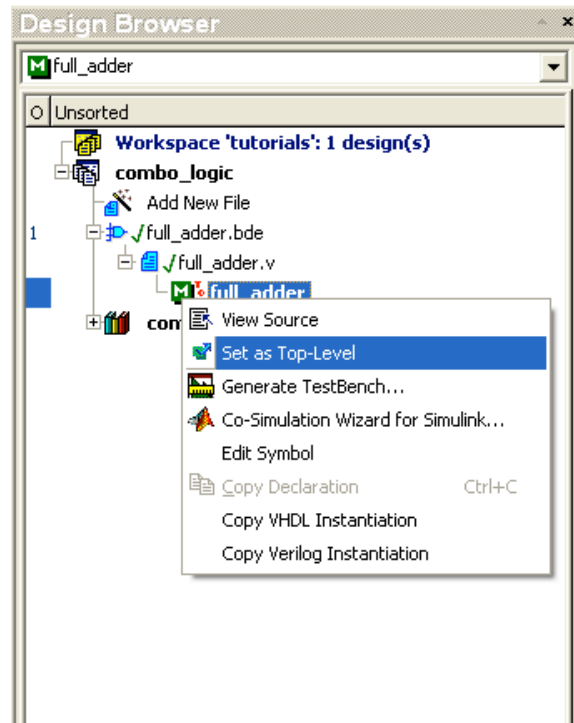 Design Browser
full_adder
O Unsorted
Workspace 'tutorials': 1 design(s)
combo_logic
Add New File
1 full_adder.bde
full_adder.v
M full_adder
View Source
Set as Top-Level
Generate TestBench...
Co-Simulation Wizard for Simulink...
Edit Symbol
Copy Declaration Ctrl+C
Copy VHDL Instantiation
Copy Verilog Instantiation